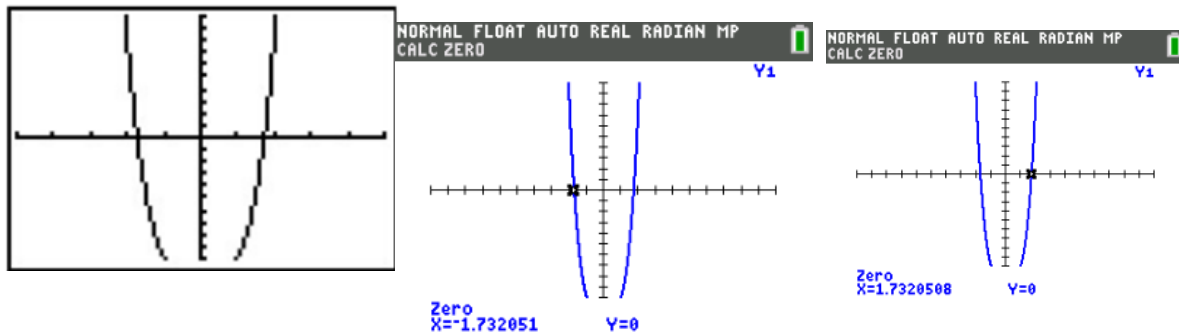 NORMAL FLOAT AUTO REAL RADIAN MP
CALC ZERO
Y1
Zero
X=-1.732051 Y=0
NORMAL FLOAT AUTO REAL RADIAN MP
CALC ZERO
Y1
Zero
X=1.7320508 Y=0